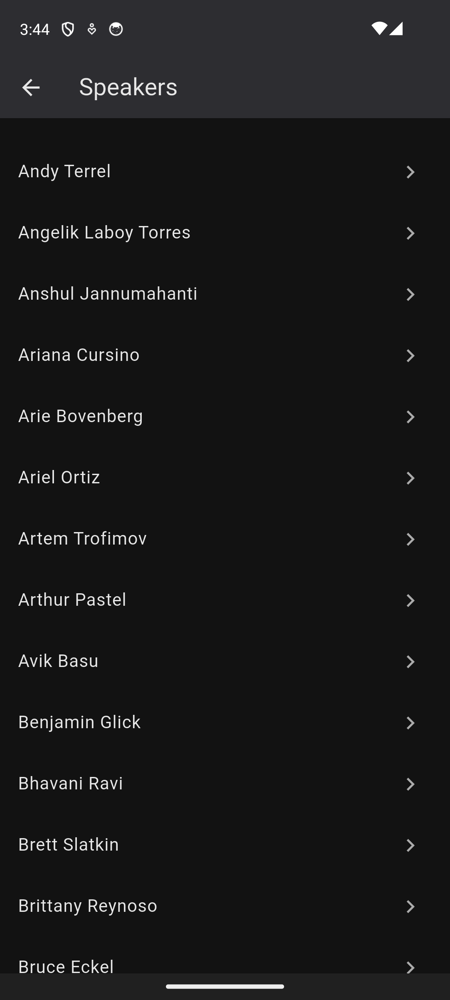 3:44
Speakers
Andy Terrel
Angelik Laboy Torres
Anshul Jannumahanti
Ariana Cursino
Arie Bovenberg
Ariel Ortiz
Artem Trofimov
Arthur Pastel
Avik Basu
Benjamin Glick
Bhavani Ravi
Brett Slatkin
Brittany Reynoso
Bruce Eckel